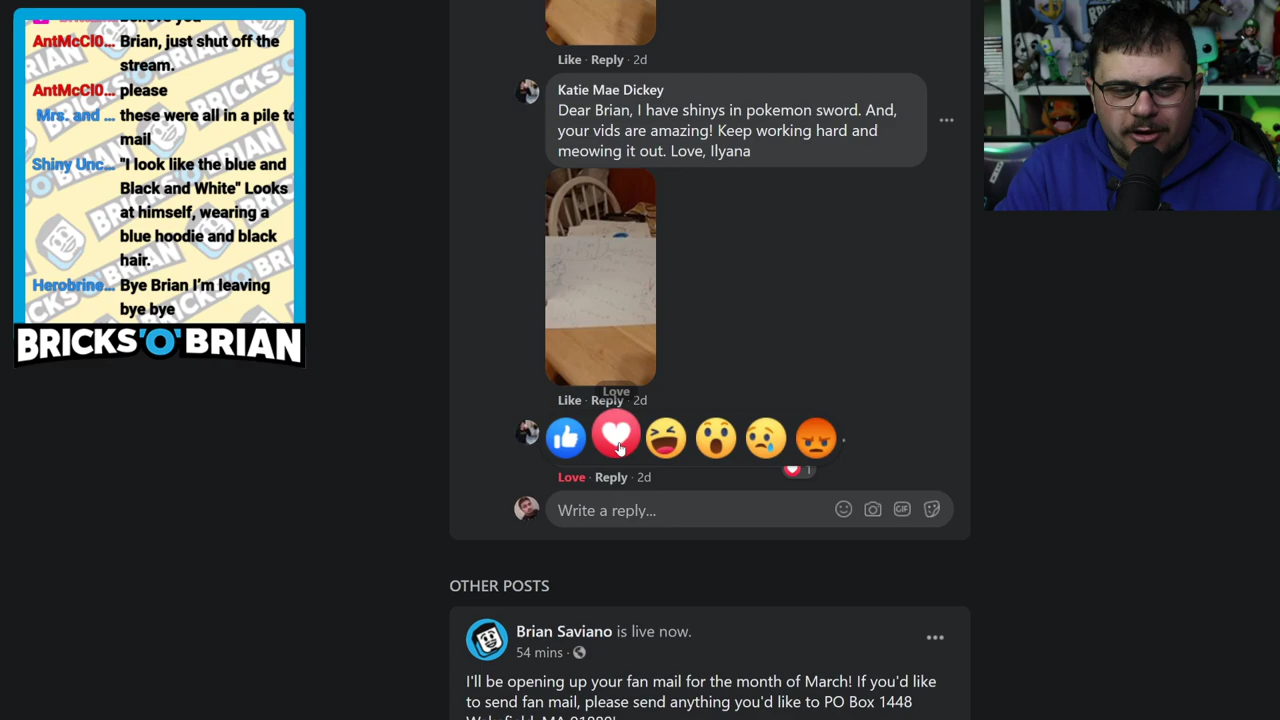 AntMcCl0... Brian, just shut off the
stream.
AntMcCl0... please
Mrs. and ... these were all in a pile to
mail
Shiny Unc... "I look like the blue and
Black and White" Looks
at himself, wearing a
blue hoodie and black
hair.
Herobrine... Bye Brian I'm leaving
bye bye
BRICKS'O'BRIAN
Like · Reply · 2d
Katie Mae Dickey
Dear Brian, I have shinys in pokemon sword. And,
your vids are amazing! Keep working hard and
meowing it out. Love, Ilyana
Love
Like · Reply · 2d
1
Love · Reply · 2d
Write a reply...
GIF
OTHER POSTS
Brian Saviano is live now.
54 mins ·
I'll be opening up your fan mail for the month of March! If you'd like
to send fan mail, please send anything you'd like to PO Box 1448